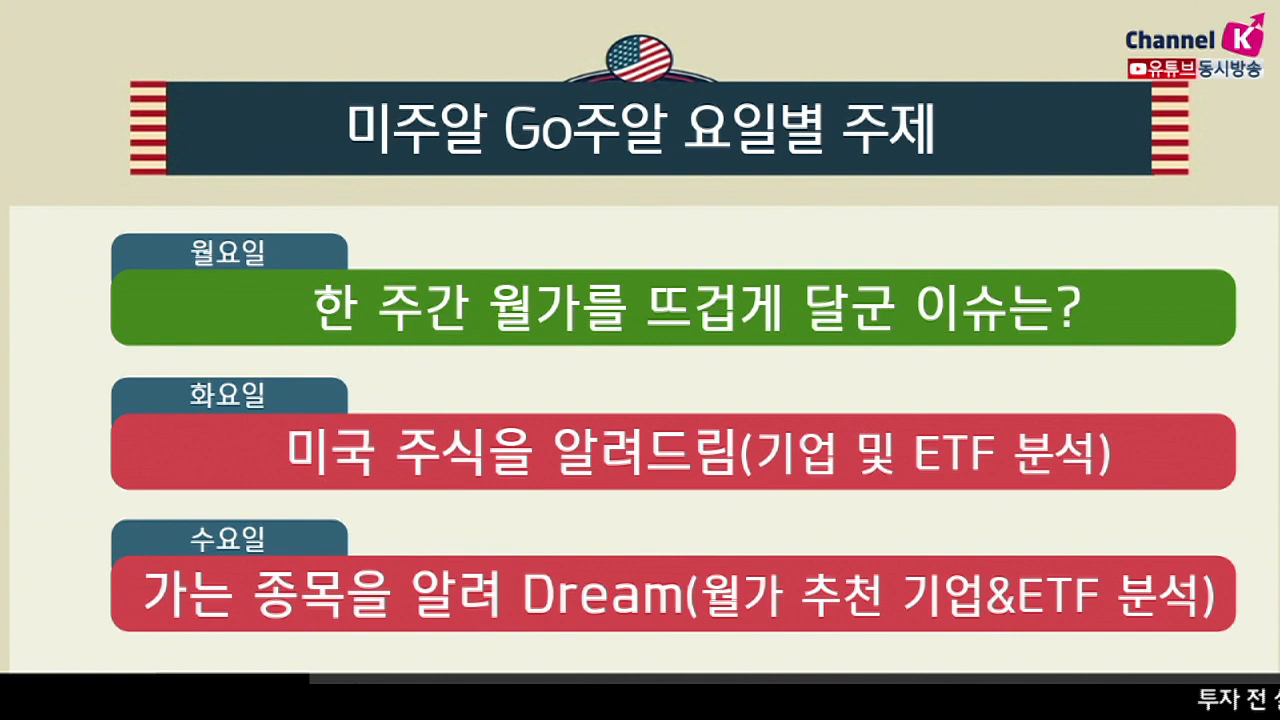 Channel K
유튜브동시방송
미주알 Go주알 요일별 주제
월요일
한 주간 월가를 뜨겁게 달군 이슈는?
화요일
미국 주식을 알려드림(기업 및 ETF 분석)
수요일
가는 종목을 알려 Dream(월가 추천 기업&ETF 분석)
투자 전